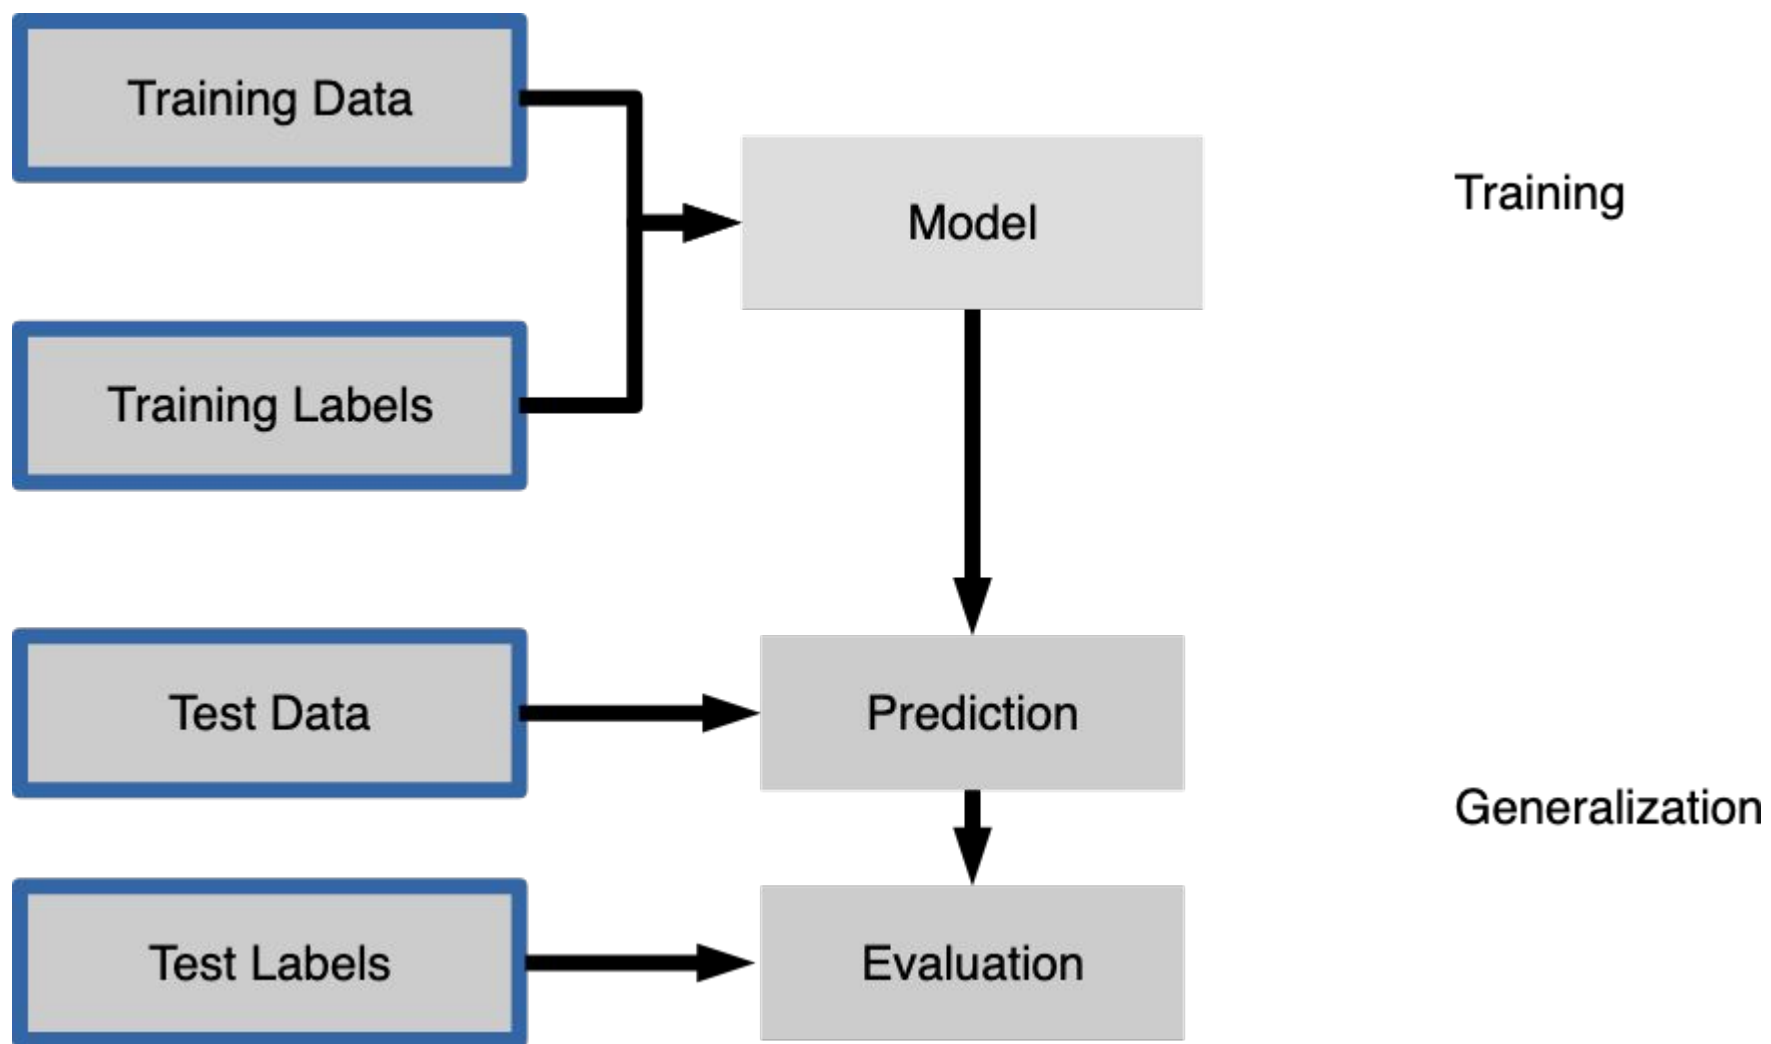 Training Data
Model
Training
Training Labels
Test Data
Prediction
Generalization
Test Labels
Evaluation